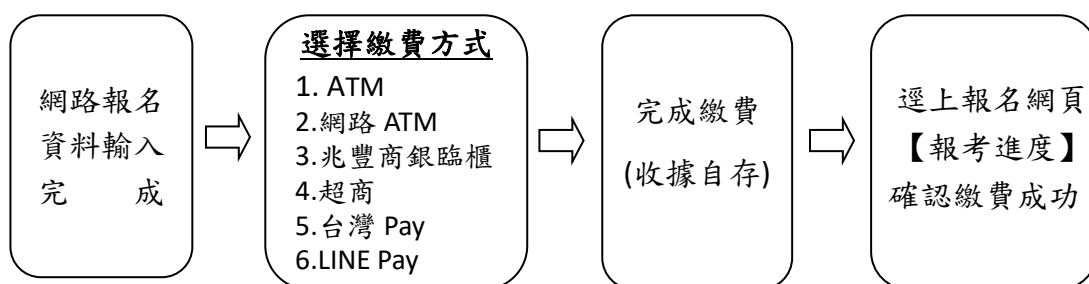 網路報名
資料輸入
完　　成
選擇繳費方式
1. ATM
2.網路 ATM
3.兆豐商銀臨櫃
4.超商
5.台灣 Pay
6.LINE Pay
完成繳費
(收據自存)
逕上報名網頁
【報考進度】
確認繳費成功